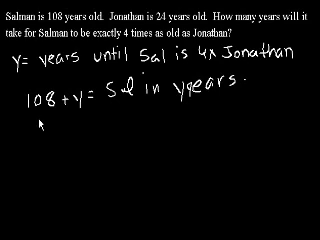 Salman is 108 years old. Jonathan is 24 years old. How many years will it
take for Salman to be exactly 4 times as old as Jonathan?
y= years until Sal is 4x Jonathan
108+y= Sal in y years.